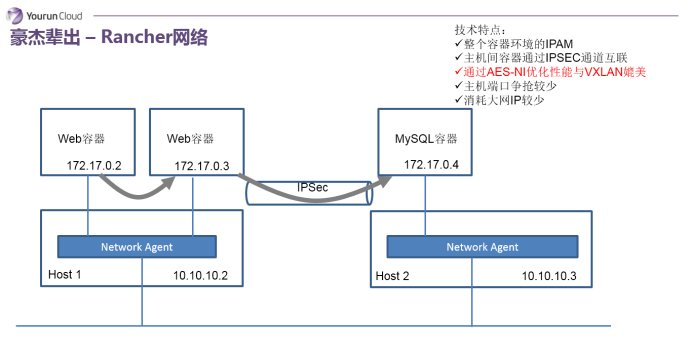 Yourun Cloud
豪杰辈出 – Rancher网络
技术特点：
✓整个容器环境的IPAM
✓主机间容器通过IPSEC通道互联
✓通过AES-NI优化性能与VXLAN媲美
✓主机端口争抢较少
✓消耗大网IP较少
Web容器
Web容器
MySQL容器
172.17.0.2
172.17.0.3
172.17.0.4
IPSec
Network Agent
Network Agent
Host 1
10.10.10.2
Host 2
10.10.10.3